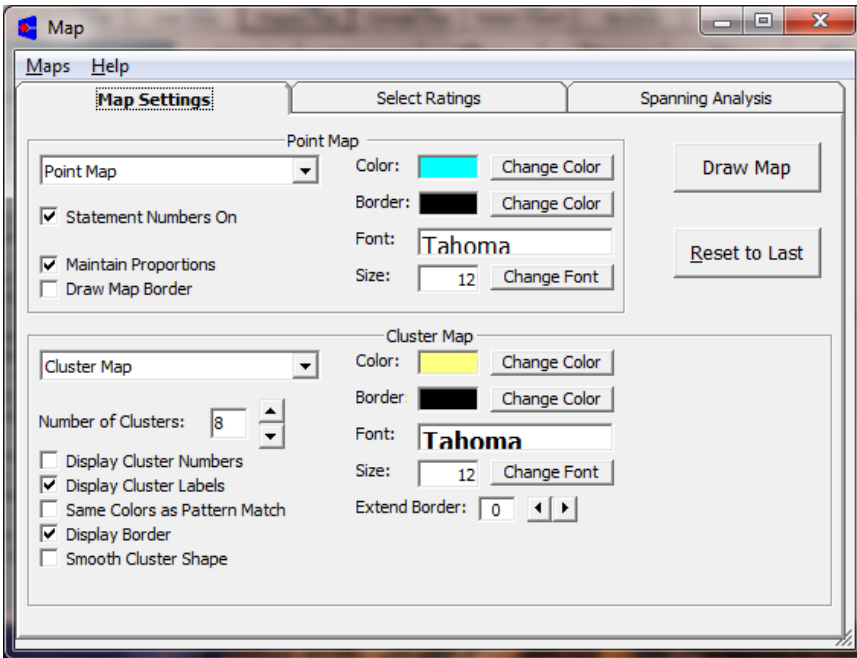 Map
Maps Help
Map Settings Select Ratings Spanning Analysis
Point Map
Point Map Color: Change Color Draw Map
Statement Numbers On Border: Change Color
Font: Tahoma Reset to Last
Maintain Proportions
Draw Map Border Size: 12 Change Font
Cluster Map
Cluster Map Color: Change Color
Border Change Color
Number of Clusters: 8
Font: Tahoma
Display Cluster Numbers
Size: 12 Change Font
Display Cluster Labels
Same Colors as Pattern Match Extend Border: 0
Display Border
Smooth Cluster Shape